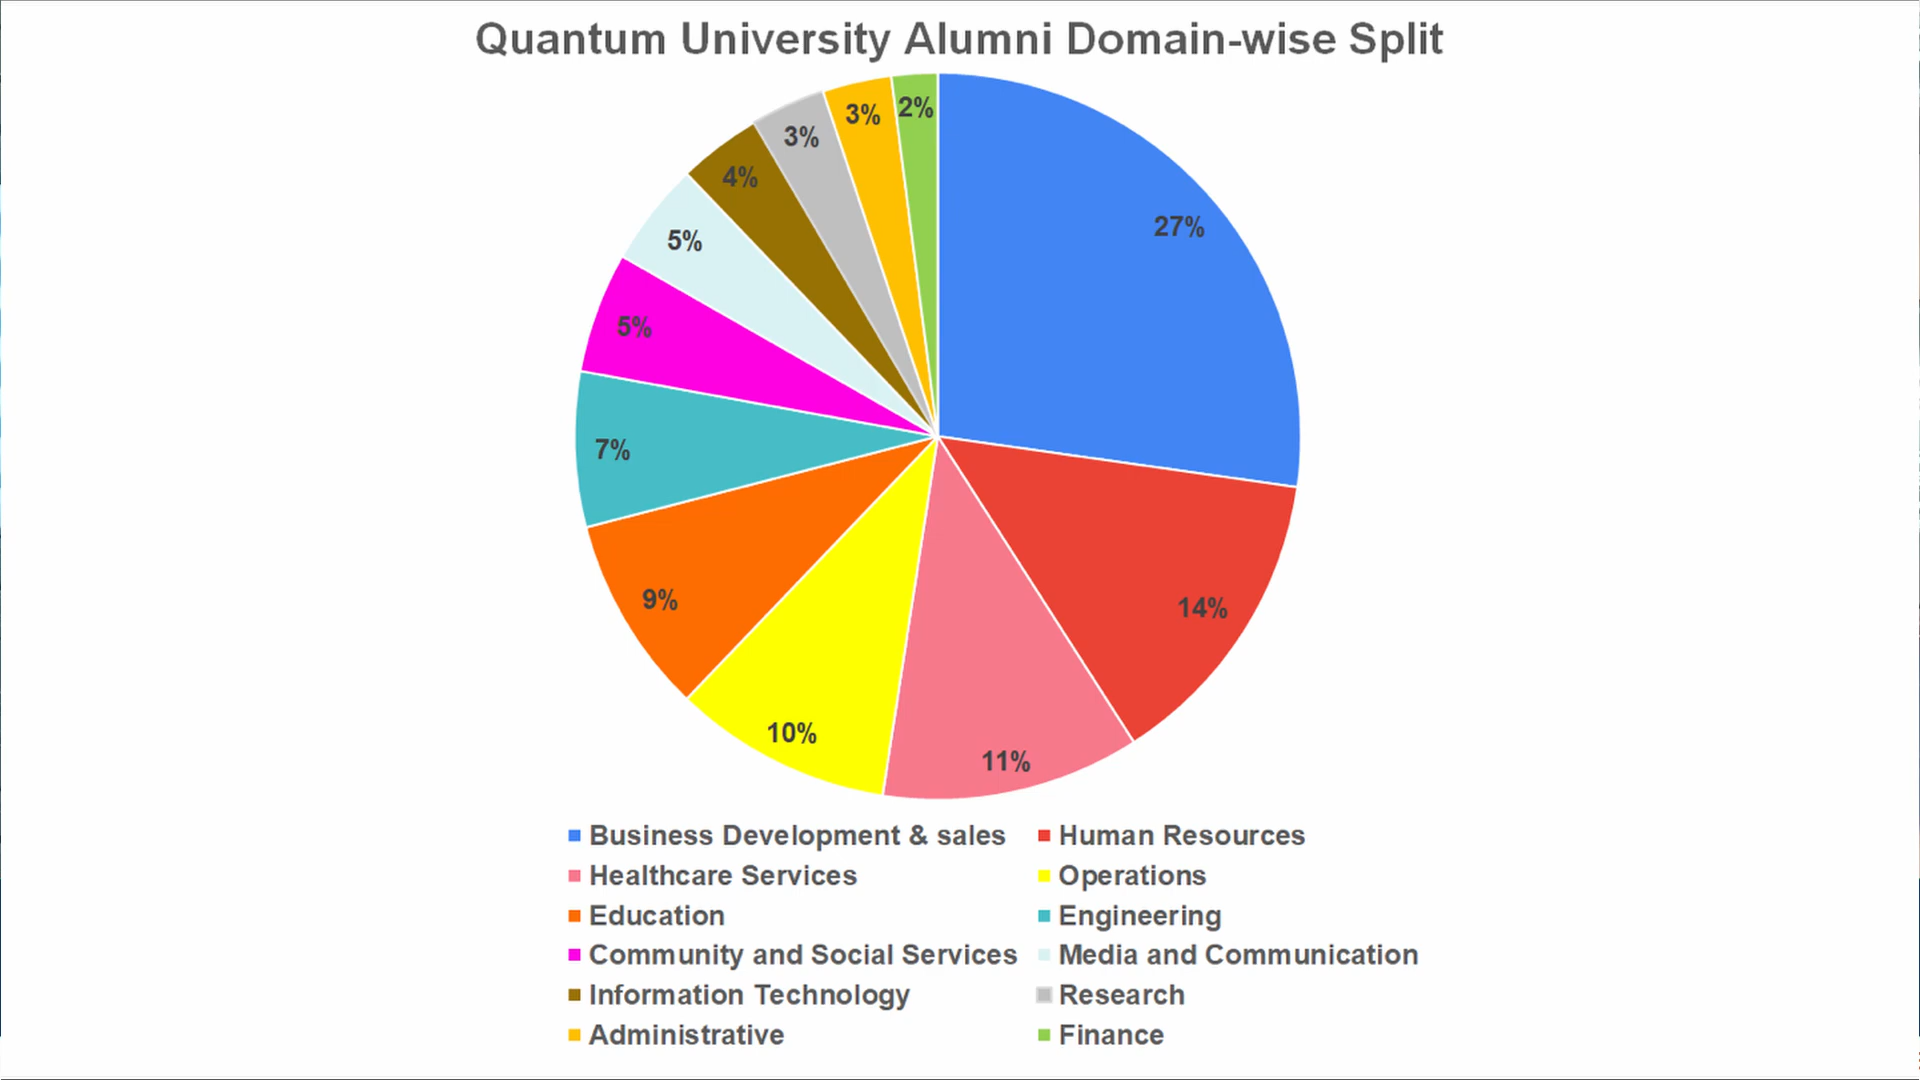 Quantum University Alumni Domain-wise Split
2%
3%
3%
4%
27%
5%
5%
7%
9%
14%
10%
11%
Business Development & sales
Human Resources
Healthcare Services
Operations
Education
Engineering
Community and Social Services
Media and Communication
Information Technology
Research
Administrative
Finance